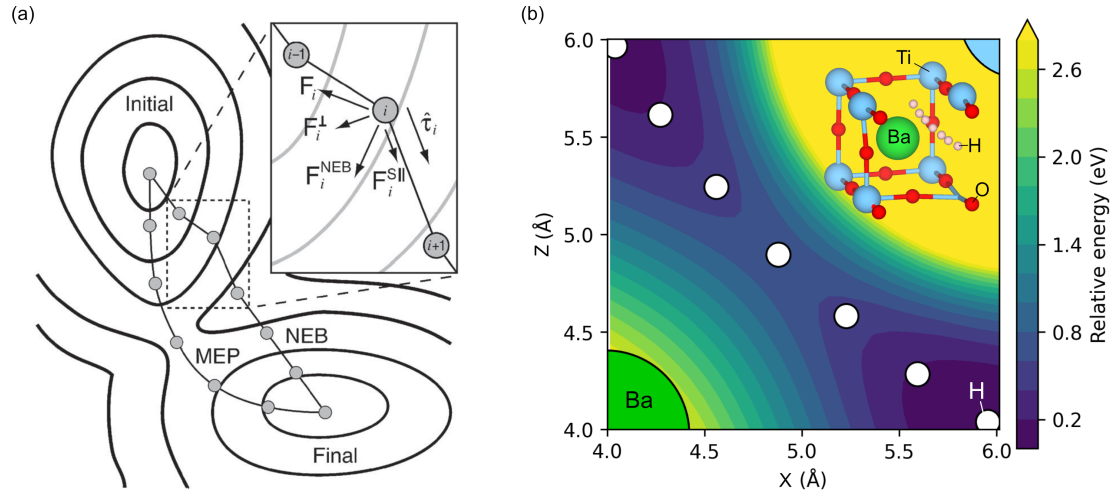 (a)
Initial
i−1
i
i+1
F_i
F_i^⊥
F_i^NEB
F_i^S∥
τ̂_i
MEP
NEB
Final
(b)
6.0
5.5
5.0
4.5
4.0
Z (Å)
4.0
4.5
5.0
5.5
6.0
X (Å)
Ti
Ba
H
O
Ba
H
2.6
2.0
1.4
0.8
0.2
Relative energy (eV)